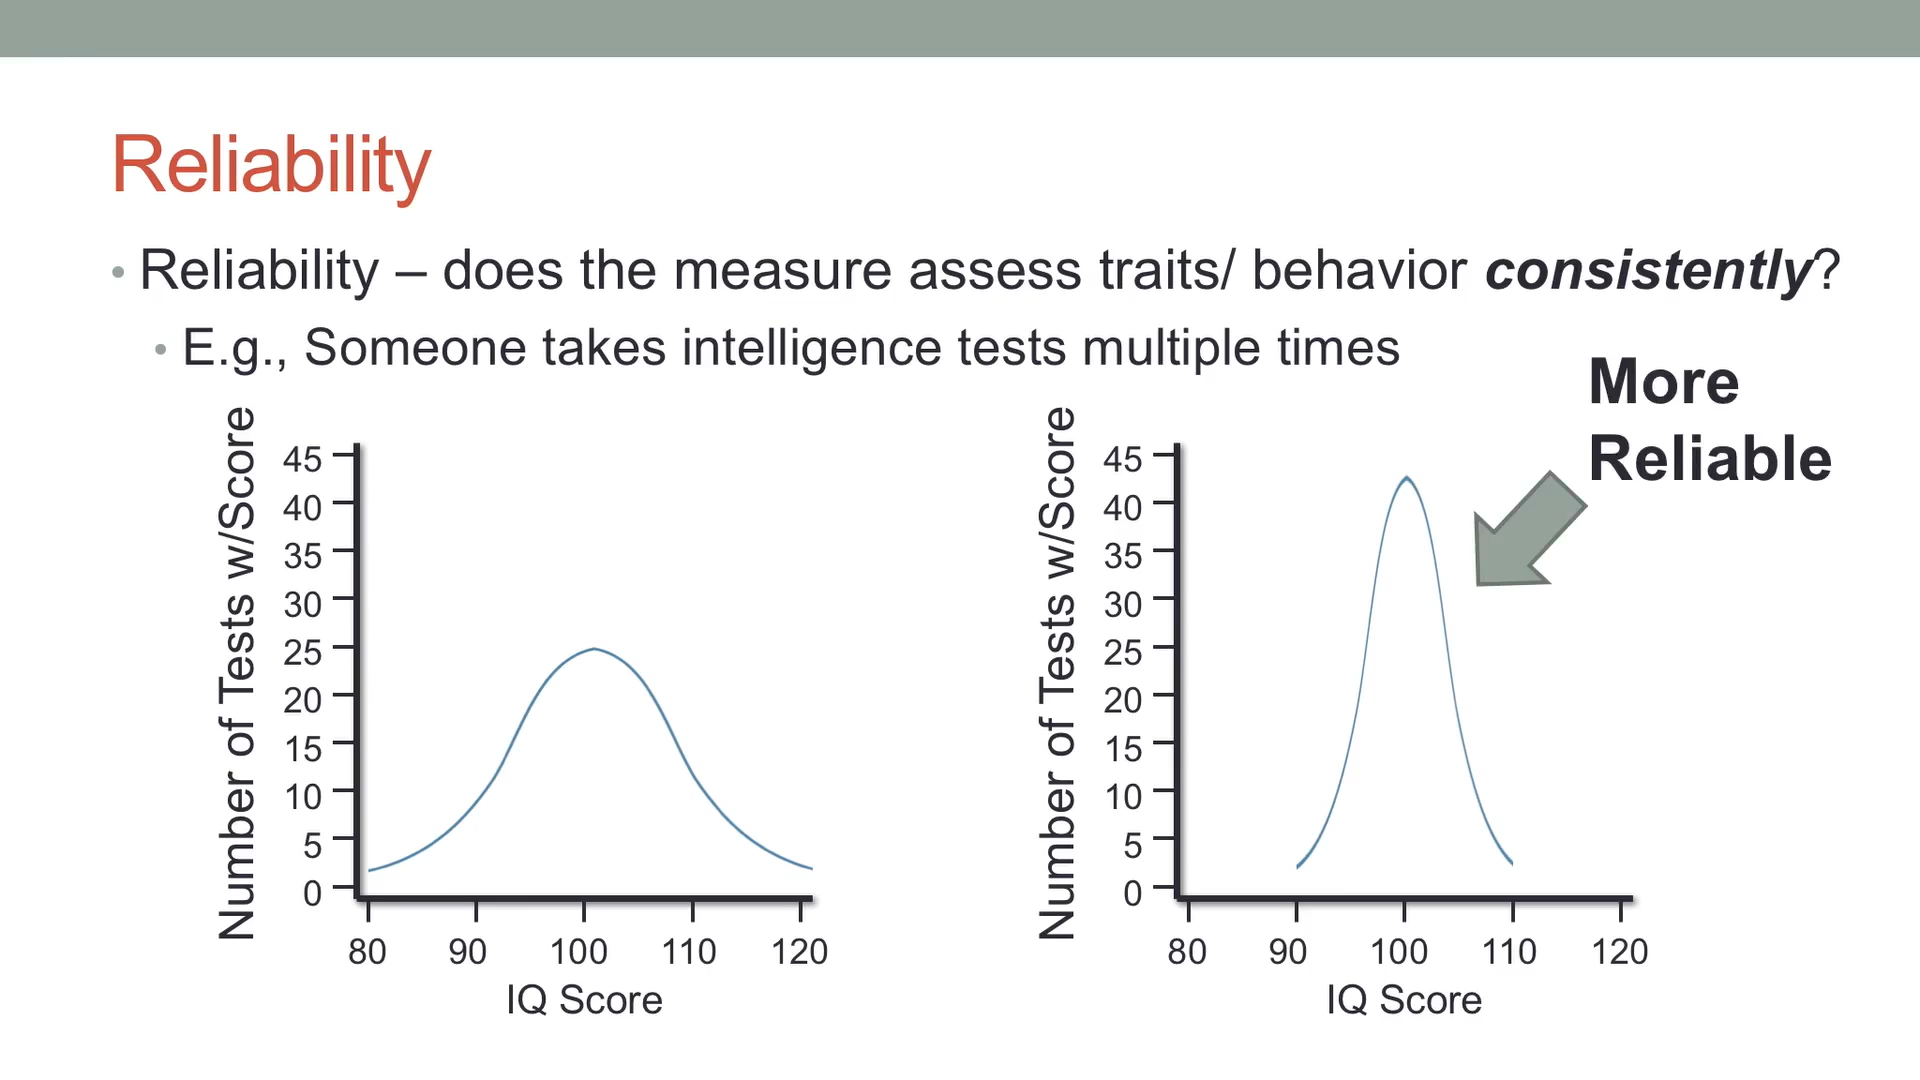 Reliability
• Reliability – does the measure assess traits/ behavior consistently?
• E.g., Someone takes intelligence tests multiple times
More
Reliable
Number of Tests w/Score
45
40
35
30
25
20
15
10
5
0
80 90 100 110 120
IQ Score
Number of Tests w/Score
45
40
35
30
25
20
15
10
5
0
80 90 100 110 120
IQ Score